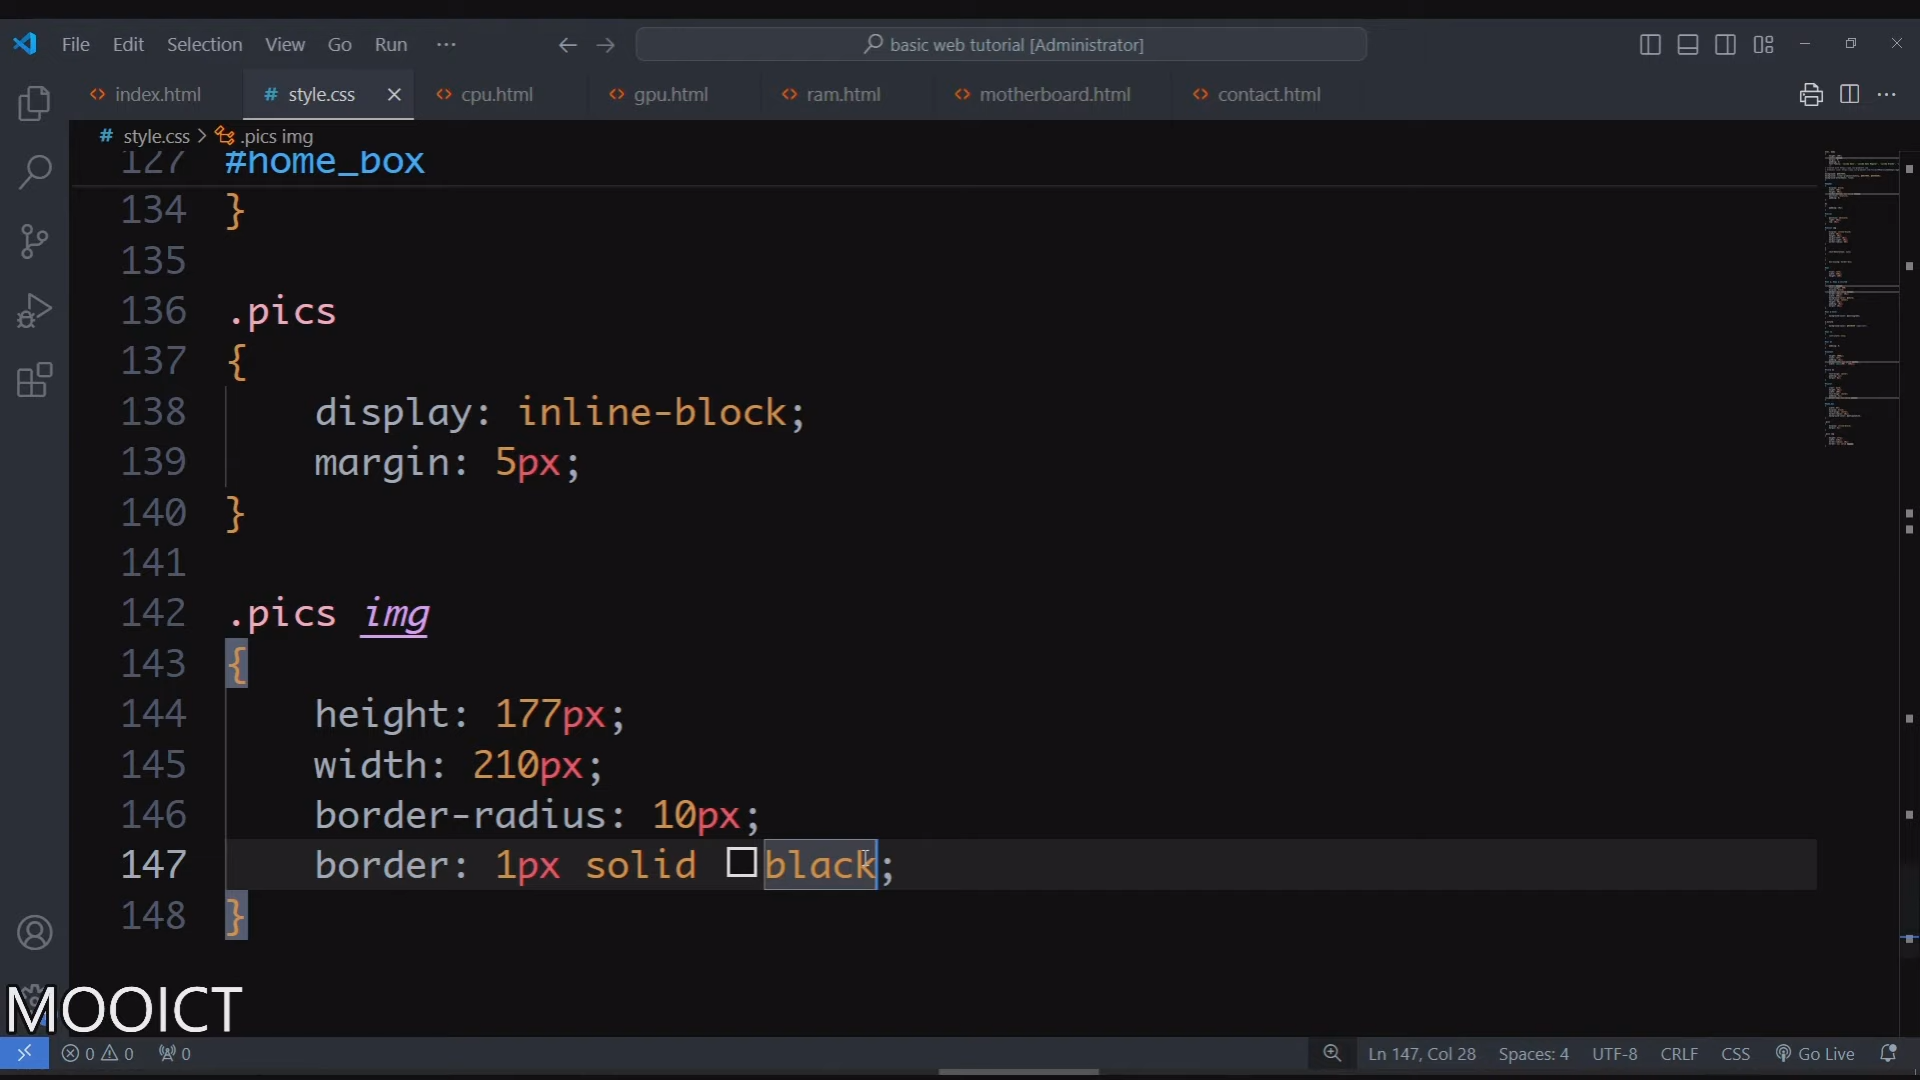 File Edit Selection View Go Run ···
basic web tutorial [Administrator]
index.html # style.css cpu.html gpu.html ram.html motherboard.html contact.html
# style.css > .pics img
127 #home_box
134 }
135
136 .pics
137 {
138 display: inline-block;
139 margin: 5px;
140 }
141
142 .pics img
143 {
144 height: 177px;
145 width: 210px;
146 border-radius: 10px;
147 border: 1px solid black;
148 }
MOOICT
0 0 0 Ln 147, Col 28 Spaces: 4 UTF-8 CRLF CSS Go Live